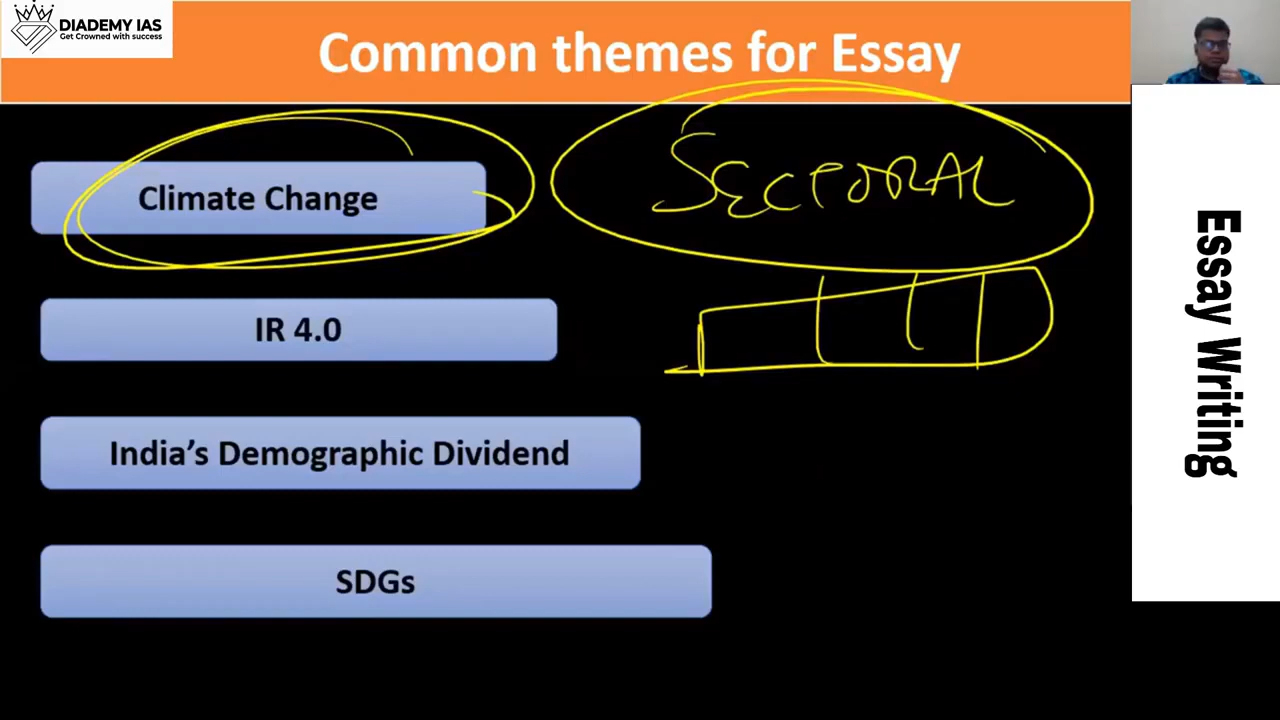 DIADEMY IAS
Get Crowned with success
Common themes for Essay
Climate Change
SECTORAL
IR 4.0
India's Demographic Dividend
SDGs
Essay Writing